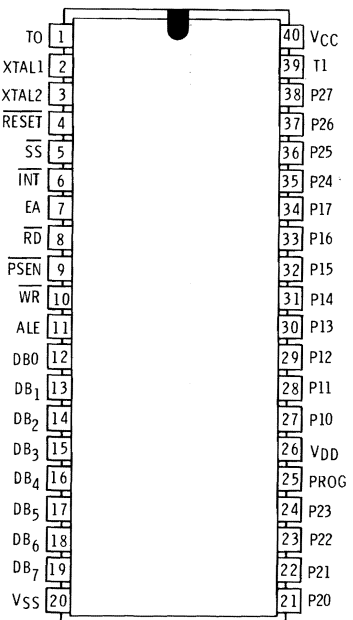 TO 1 40 VCC
XTAL1 2 39 T1
XTAL2 3 38 P27
RESET 4 37 P26
SS 5 36 P25
INT 6 35 P24
EA 7 34 P17
RD 8 33 P16
PSEN 9 32 P15
WR 10 31 P14
ALE 11 30 P13
DB0 12 29 P12
DB1 13 28 P11
DB2 14 27 P10
DB3 15 26 VDD
DB4 16 25 PROG
DB5 17 24 P23
DB6 18 23 P22
DB7 19 22 P21
VSS 20 21 P20